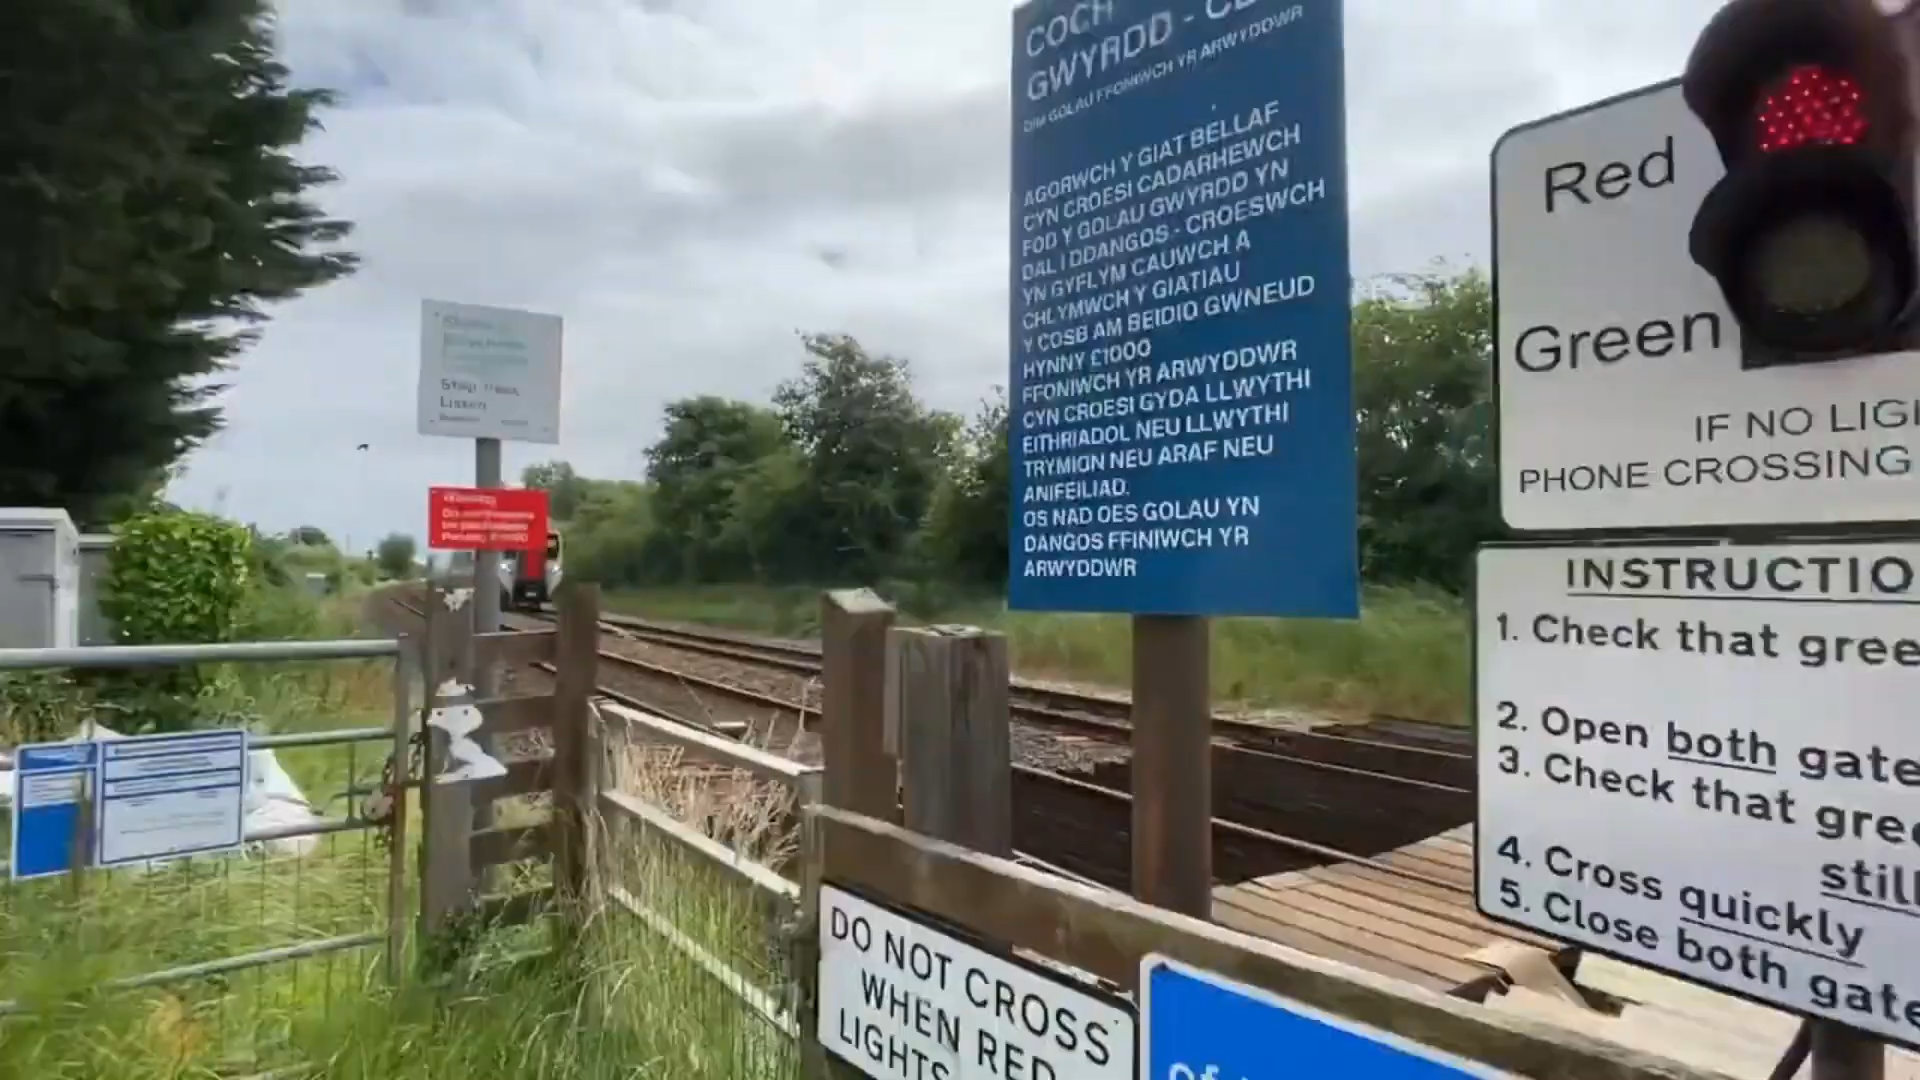 COCH
GWYRDD -
DIM GOLAU FFONIWCH YR ARWYDDWR
AGORWCH Y GIAT BELLAF
CYN CROESI CADARHEWCH
FOD Y GOLAU GWYRDD YN
DAL I DDANGOS - CROESWCH
YN GYFLYM CAUWCH A
CHLYMWCH Y GIATIAU
Y COSB AM BEIDIO GWNEUD
HYNNY £1000
FFONIWCH YR ARWYDDWR
CYN CROESI GYDA LLWYTHI
EITHRIADOL NEU LLWYTHI
TRYMION NEU ARAF NEU
ANIFEILIAD.
OS NAD OES GOLAU YN
DANGOS FFINIWCH YR
ARWYDDWR
Red
Green
IF NO LIG
PHONE CROSSING
INSTRUCTIO
1. Check that gree
2. Open both gate
3. Check that gre
still
4. Cross quickly
5. Close both gate
Stop,
Listen
DO NOT CROSS
WHEN RED
LIGHTS
of